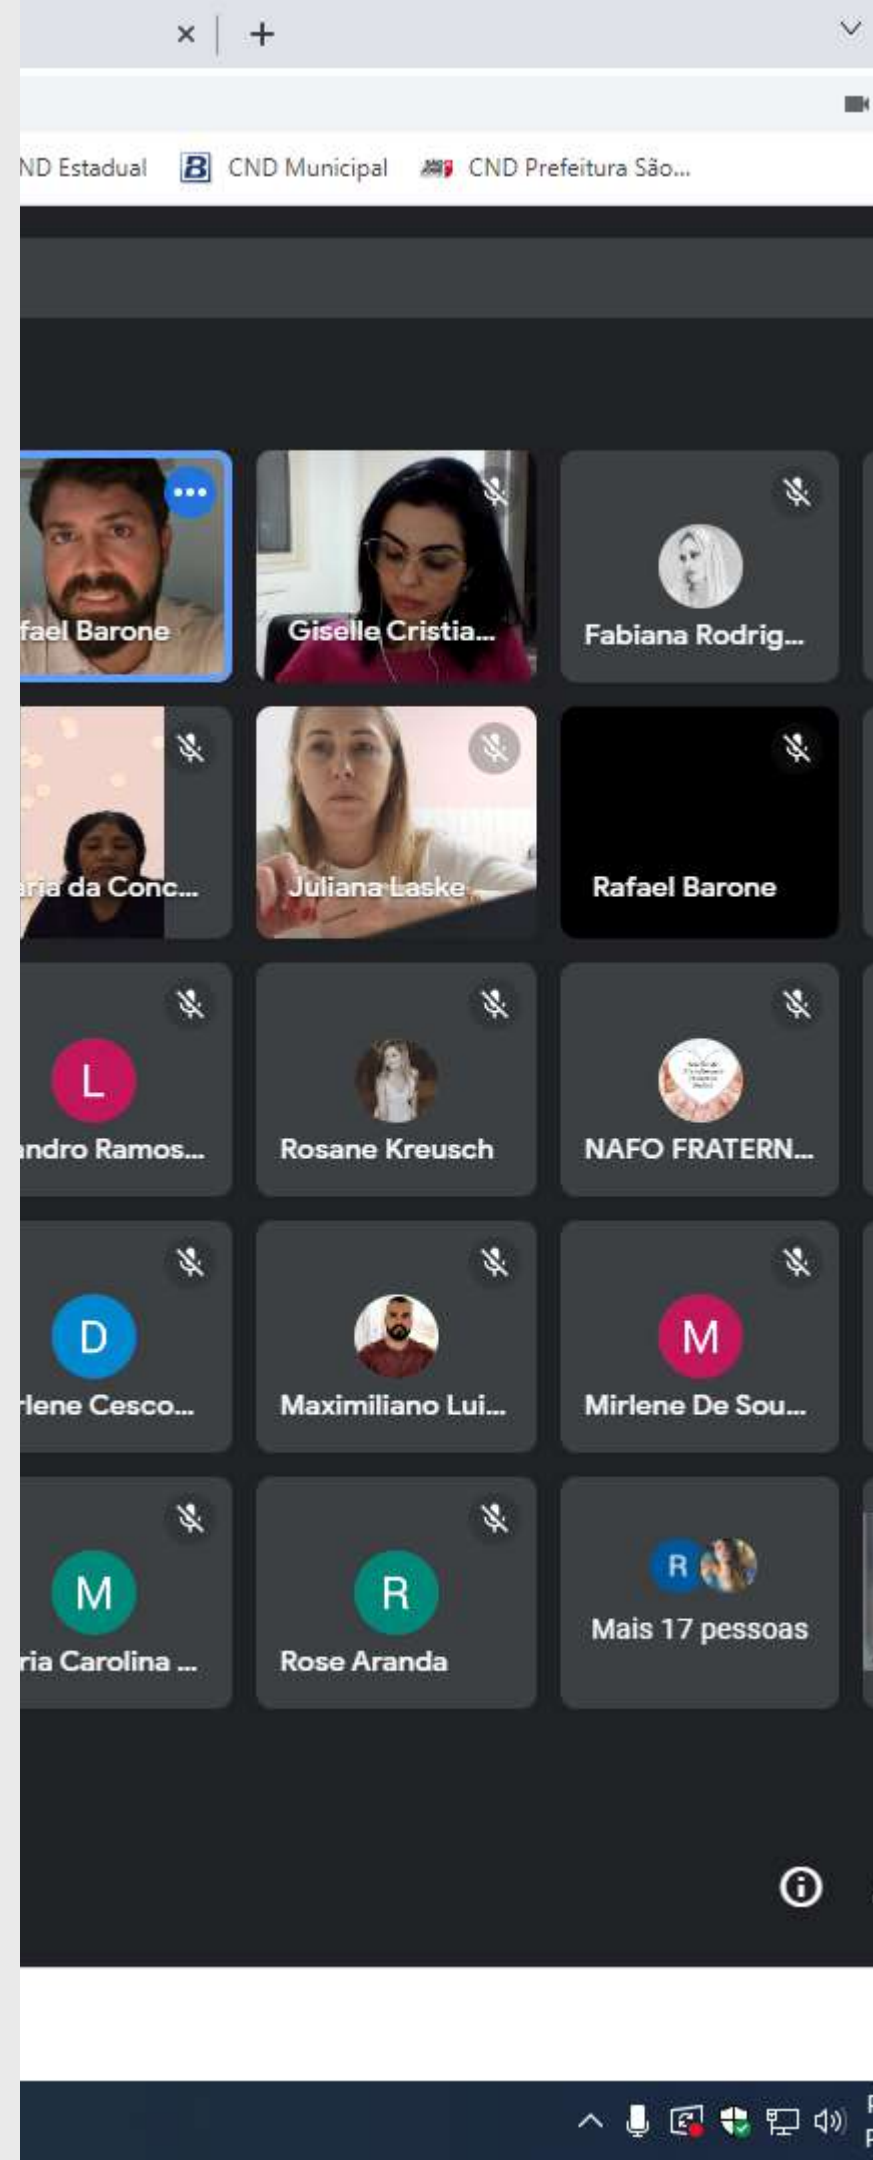 ND Estadual B CND Municipal CND Prefeitura São...
fael Barone Giselle Cristia... Fabiana Rodrig...
ria da Conc... Juliana Laske Rafael Barone
L
ndro Ramos... Rosane Kreusch NAFO FRATERN...
D M
rlene Cesco... Maximiliano Lui... Mirlene De Sou...
M R R
ria Carolina ... Rose Aranda Mais 17 pessoas